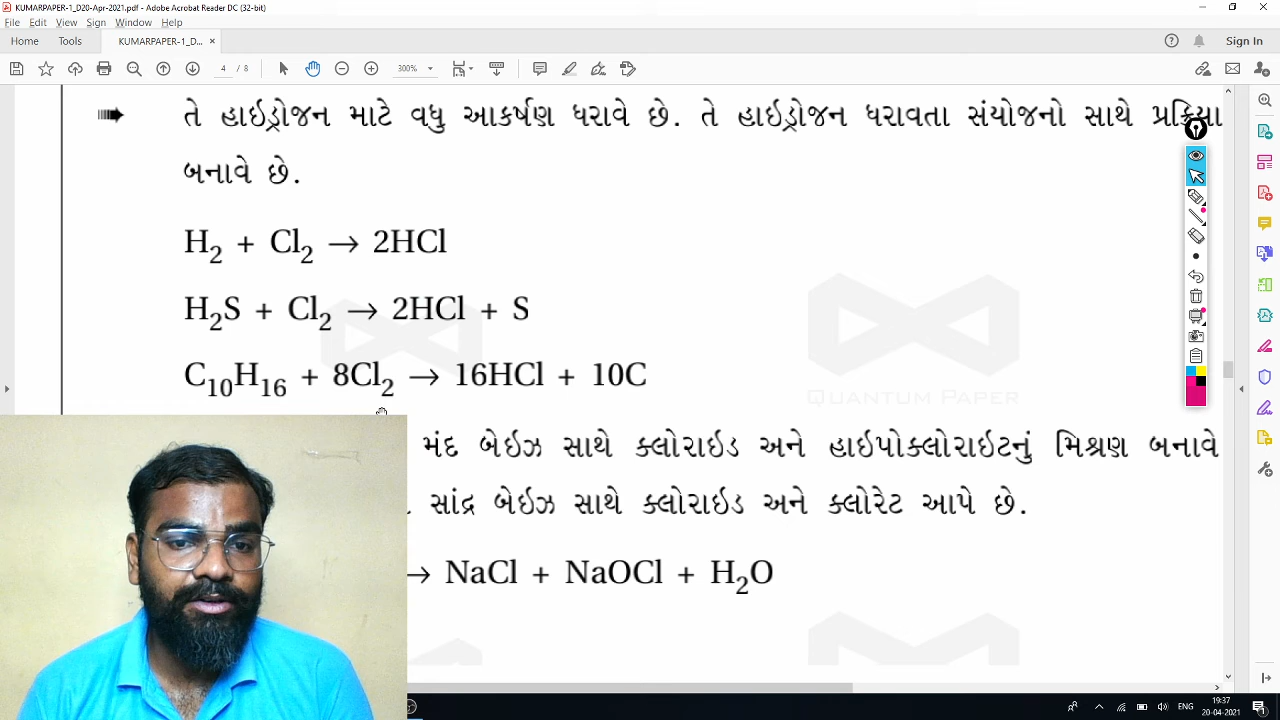 KUMARPAPER-1_D20-Apr-2021.pdf - Adobe Acrobat Reader DC (32-bit)
File Edit View Sign Window Help
Home Tools KUMARPAPER-1_D... × Sign In
4 / 8 300%
તે હાઇડ્રોજન માટે વધુ આકર્ષણ ધરાવે છે. તે હાઇડ્રોજન ધરાવતા સંયોજનો સાથે પ્રક્રિયા
બનાવે છે.
H₂ + Cl₂ → 2HCl
H₂S + Cl₂ → 2HCl + S
C₁₀H₁₆ + 8Cl₂ → 16HCl + 10C
QUANTUM PAPER
મંદ બેઇઝ સાથે ક્લોરાઇડ અને હાઇપોક્લોરાઇટનું મિશ્રણ બનાવે
સાંદ્ર બેઇઝ સાથે ક્લોરાઇડ અને ક્લોરેટ આપે છે.
→ NaCl + NaOCl + H₂O
ENG 19:37
20-04-2021